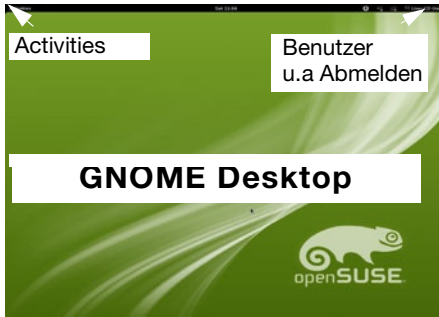 Activities
Benutzer
u.a Abmelden
GNOME Desktop
openSUSE